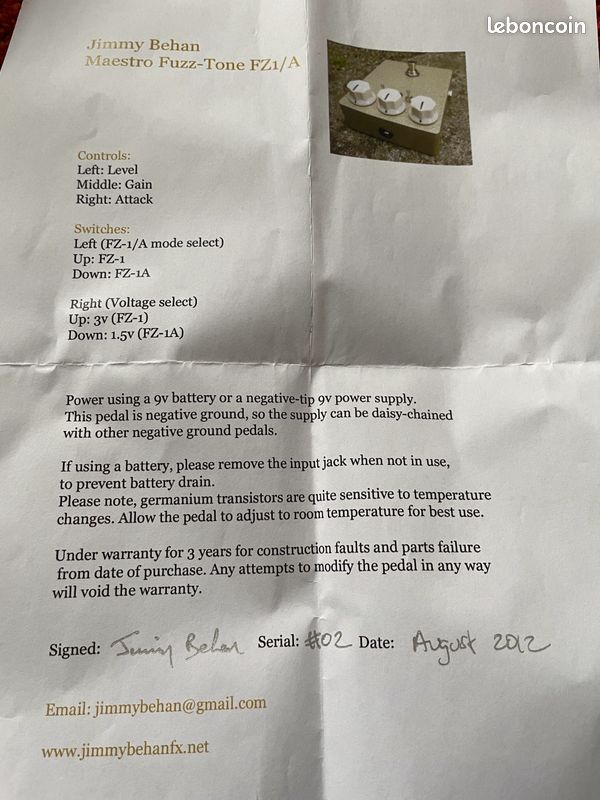 leboncoin
Jimmy Behan
Maestro Fuzz-Tone FZ1/A
Controls:
Left: Level
Middle: Gain
Right: Attack
Switches:
Left (FZ-1/A mode select)
Up: FZ-1
Down: FZ-1A
Right (Voltage select)
Up: 3v (FZ-1)
Down: 1.5v (FZ-1A)
Power using a 9v battery or a negative-tip 9v power supply.
This pedal is negative ground, so the supply can be daisy-chained
with other negative ground pedals.
If using a battery, please remove the input jack when not in use,
to prevent battery drain.
Please note, germanium transistors are quite sensitive to temperature
changes. Allow the pedal to adjust to room temperature for best use.
Under warranty for 3 years for construction faults and parts failure
from date of purchase. Any attempts to modify the pedal in any way
will void the warranty.
Signed: Jimmy Behan Serial: #02 Date: August 2012
Email: jimmybehan@gmail.com
www.jimmybehanfx.net